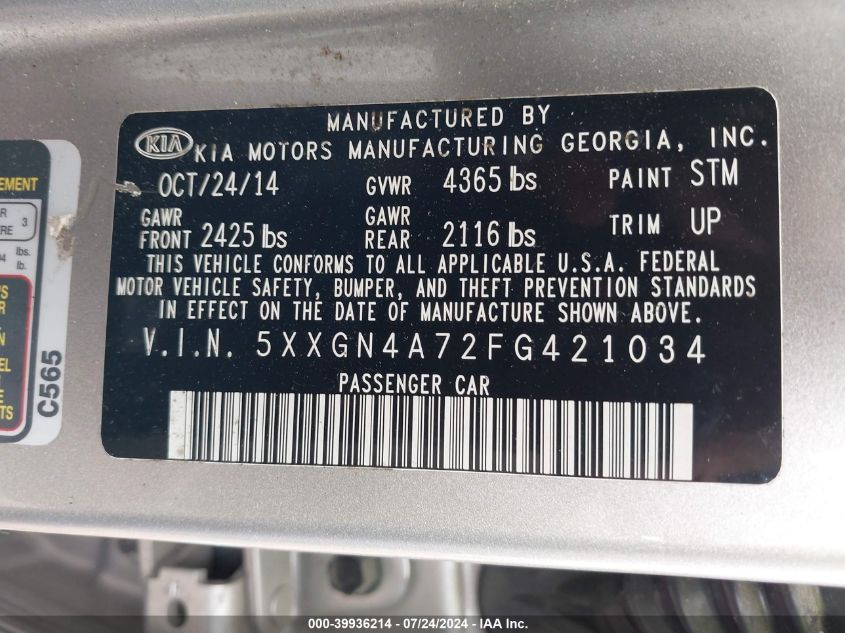 MANUFACTURED BY
KIA KIA MOTORS MANUFACTURING GEORGIA, INC.
OCT/24/14 GVWR 4365 lbs PAINT STM
GAWR FRONT 2425 lbs GAWR REAR 2116 lbs TRIM UP
THIS VEHICLE CONFORMS TO ALL APPLICABLE U.S.A. FEDERAL
MOTOR VEHICLE SAFETY, BUMPER, AND THEFT PREVENTION STANDARDS
IN EFFECT ON THE DATE OF MANUFACTURE SHOWN ABOVE.
V.I.N. 5XXGN4A72FG421034
PASSENGER CAR
3
lbs.
lb.
C565
000-39936214 - 07/24/2024 - IAA Inc.